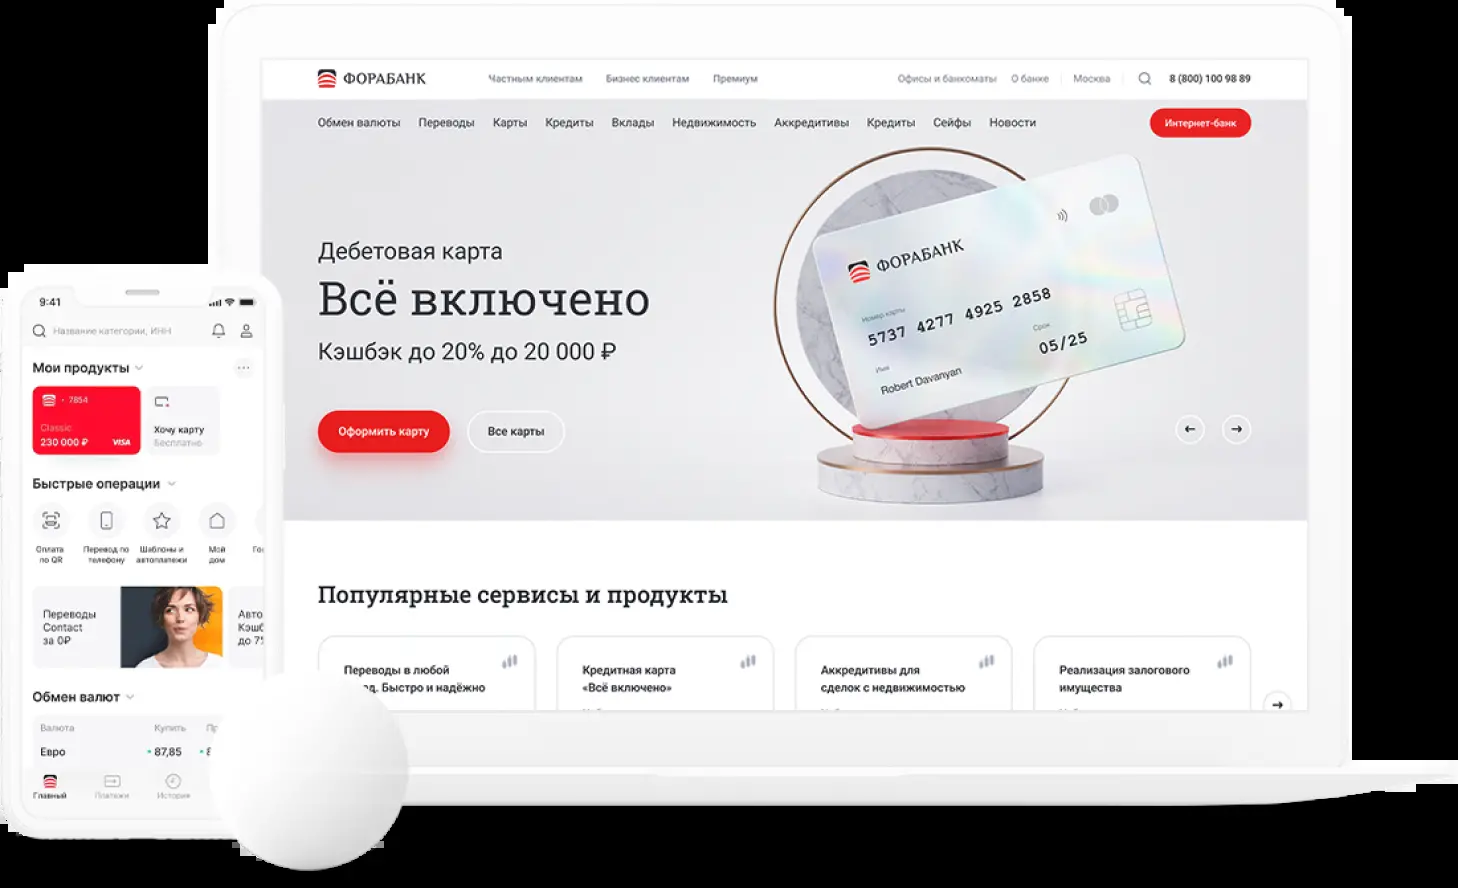 ФОРАБАНК
Частным клиентам
Бизнес клиентам
Премиум
Офисы и банкоматы
О банке
Москва
8 (800) 100 98 89
Обмен валюты
Переводы
Карты
Кредиты
Вклады
Недвижимость
Аккредитивы
Кредиты
Сейфы
Новости
Интернет-банк
Дебетовая карта
Всё включено
Кэшбэк до 20% до 20 000 ₽
Оформить карту
Все карты
ФОРАБАНК
Номер карты
5737 4277 4925 2858
Срок
05/25
Имя
Robert Davanyan
Популярные сервисы и продукты
Переводы в любой
Быстро и надёжно
Кредитная карта
«Всё включено»
Аккредитивы для
сделок с недвижимостью
Реализация залогового
имущества
9:41
Название категории, ИНН
Мои продукты
7854
Classic
230 000 ₽
VISA
Хочу карту
Бесплатно
Быстрые операции
Оплата
по QR
Перевод по
телефону
Шаблоны и
автоплатежи
Мой
дом
Переводы
Contact
за 0₽
Авто
Кэшб
до 7%
Обмен валют
Валюта
Купить
Евро
87,85
Главный
Платежи
История